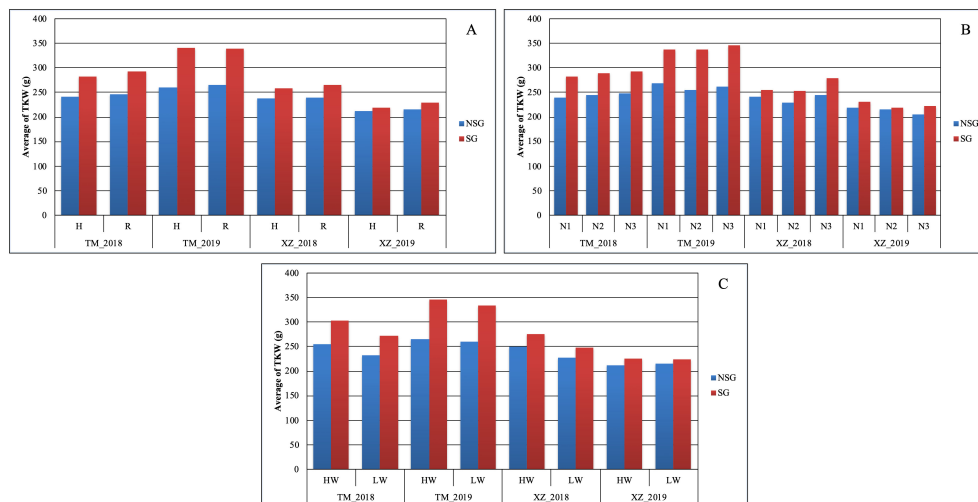 A
Average of TKW (g)
400
350
300
250
200
150
100
50
0
H R H R H R H R
TM_2018 TM_2019 XZ_2018 XZ_2019
NSG
SG
B
Average of TKW (g)
400
350
300
250
200
150
100
50
0
N1 N2 N3 N1 N2 N3 N1 N2 N3 N1 N2 N3
TM_2018 TM_2019 XZ_2018 XZ_2019
NSG
SG
C
Average of TKW (g)
400
350
300
250
200
150
100
50
0
HW LW HW LW HW LW HW LW
TM_2018 TM_2019 XZ_2018 XZ_2019
NSG
SG